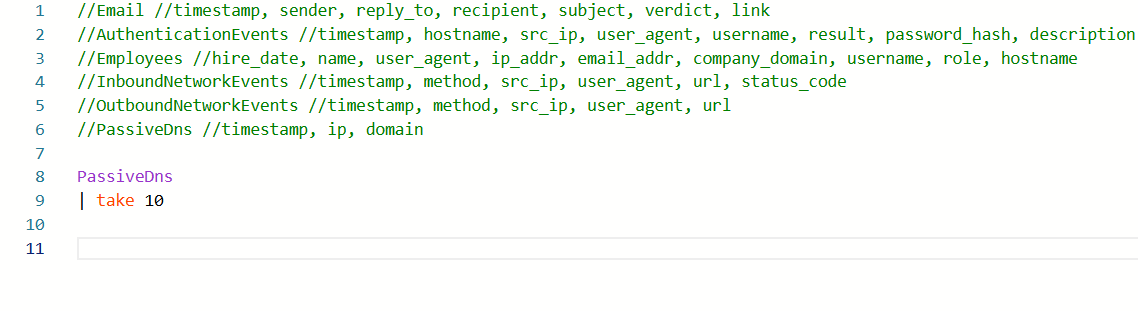 1 //Email //timestamp, sender, reply_to, recipient, subject, verdict, link
2 //AuthenticationEvents //timestamp, hostname, src_ip, user_agent, username, result, password_hash, description
3 //Employees //hire_date, name, user_agent, ip_addr, email_addr, company_domain, username, role, hostname
4 //InboundNetworkEvents //timestamp, method, src_ip, user_agent, url, status_code
5 //OutboundNetworkEvents //timestamp, method, src_ip, user_agent, url
6 //PassiveDns //timestamp, ip, domain
7
8 PassiveDns
9 | take 10
10
11